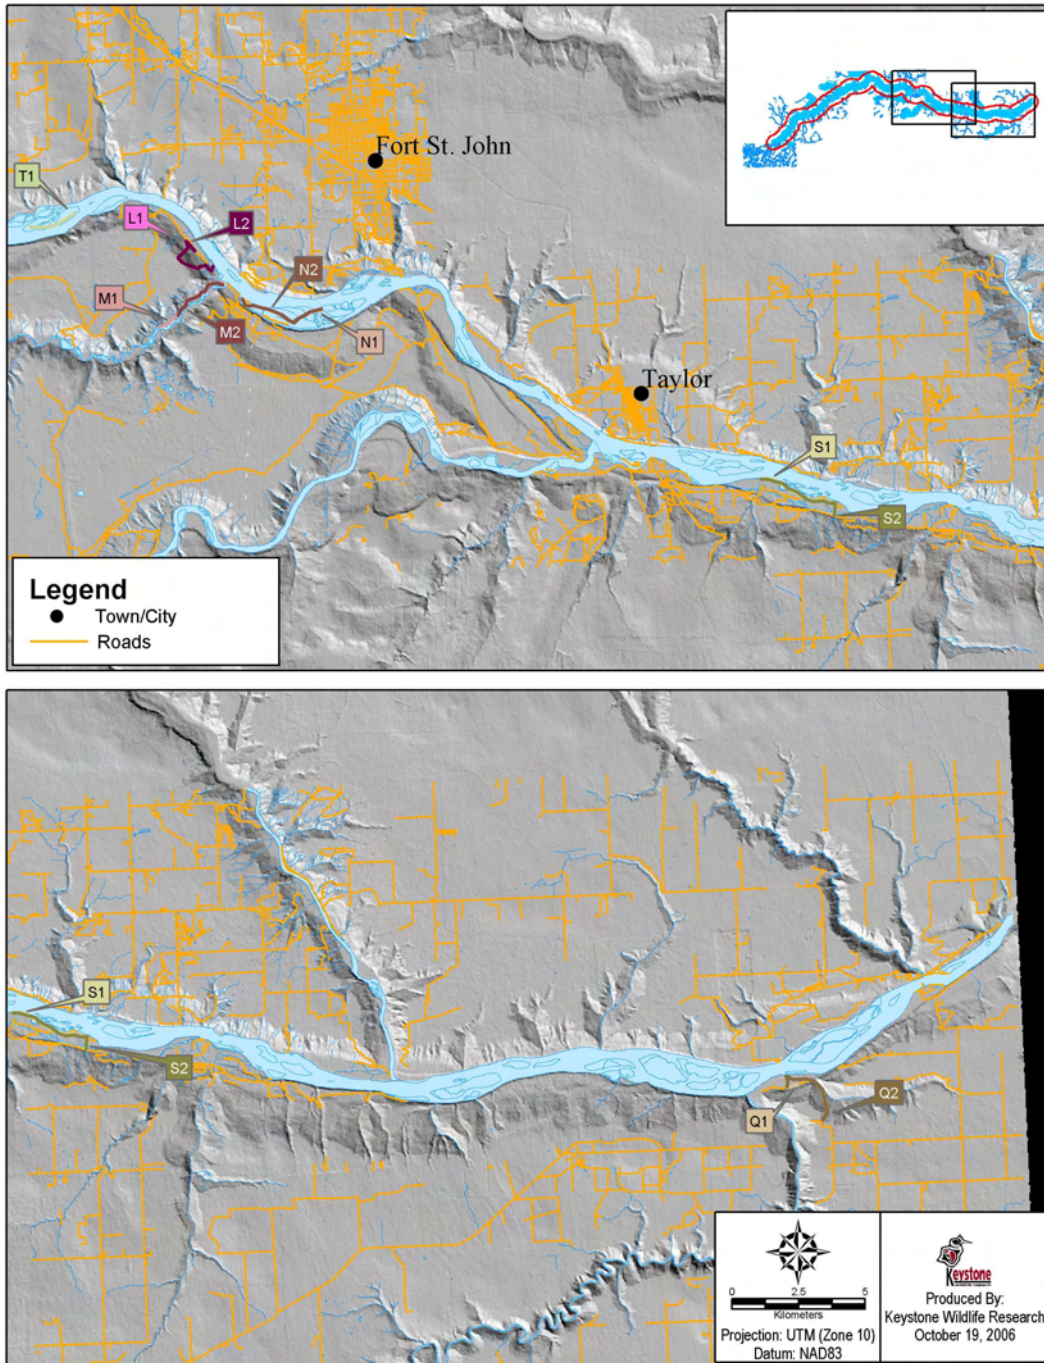 Fort St. John
T1
L1
L2
N2
M1
M2
N1
Taylor
S1
S2
Legend
Town/City
Roads
S1
S2
Q2
Q1
0 2.5 5
Kilometers
Projection: UTM (Zone 10)
Datum: NAD83
Keystone
Produced By:
Keystone Wildlife Research
October 19, 2006